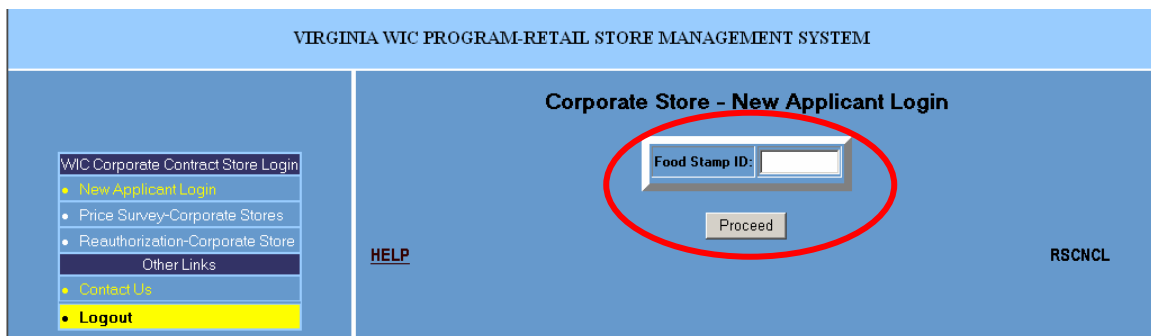 VIRGINIA WIC PROGRAM-RETAIL STORE MANAGEMENT SYSTEM
WIC Corporate Contract Store Login
• New Applicant Login
• Price Survey-Corporate Stores
• Reauthorization-Corporate Store
Other Links
• Contact Us
• Logout
Corporate Store - New Applicant Login
Food Stamp ID:
Proceed
HELP
RSCNCL